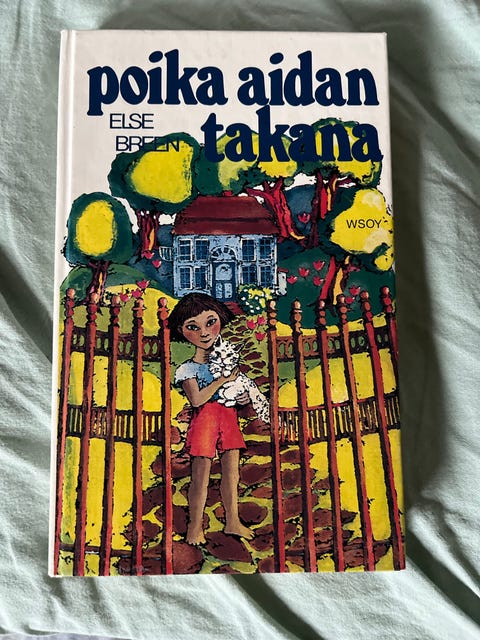 poika aidan
takana
ELSE
BREEN
WSOY